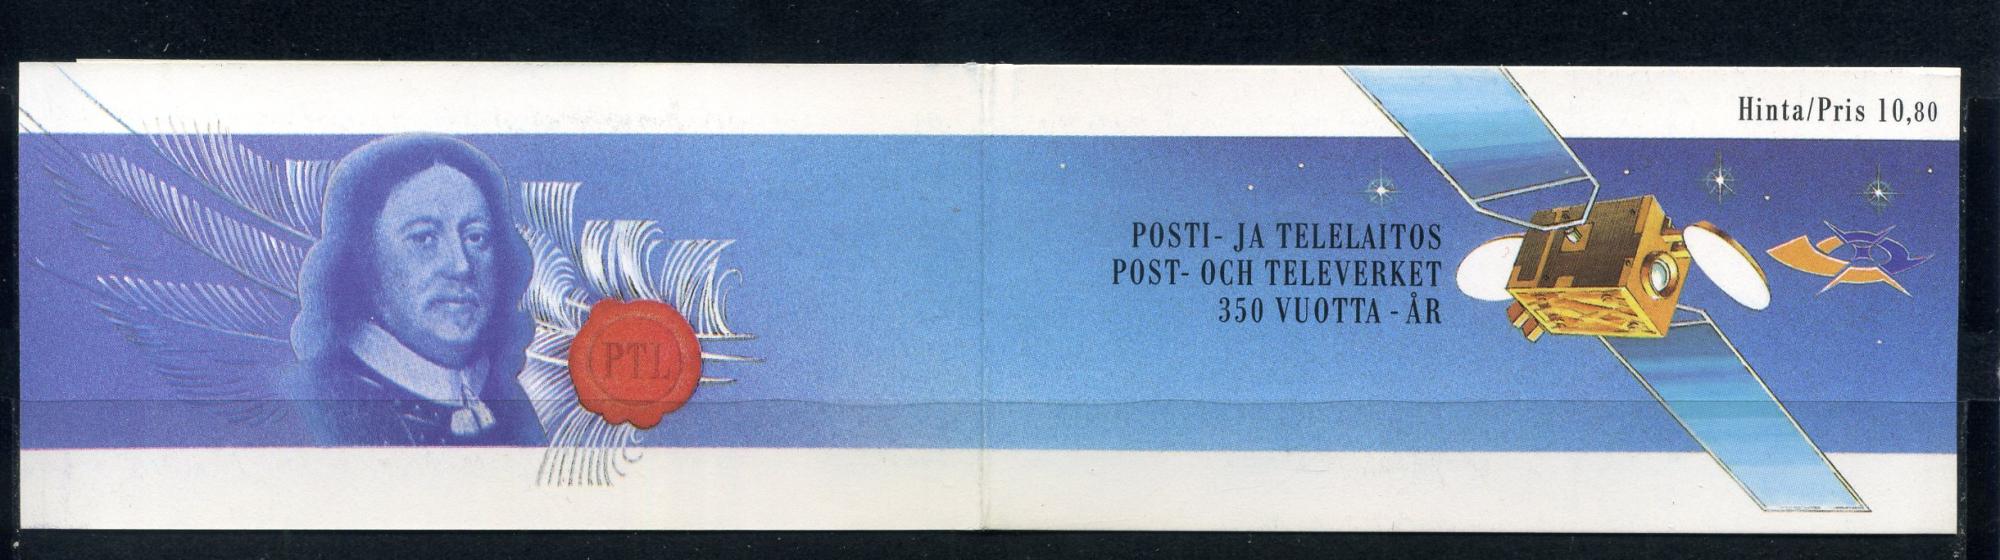 PTL
Hinta/Pris 10,80
POSTI- JA TELELAITOS
POST- OCH TELEVERKET
350 VUOTTA - ÅR